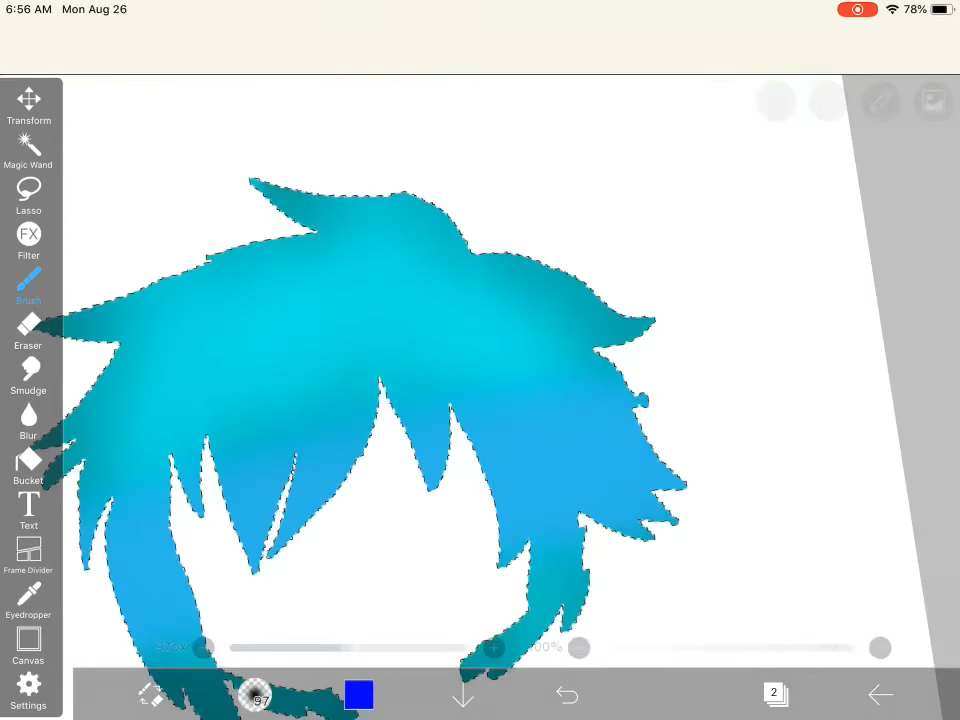 6:56 AM Mon Aug 26
78%
Transform
Magic Wand
Lasso
FX
Filter
Brush
Eraser
Smudge
Blur
Bucket
T
Text
Frame Divider
Eyedropper
Canvas
Settings
97
2